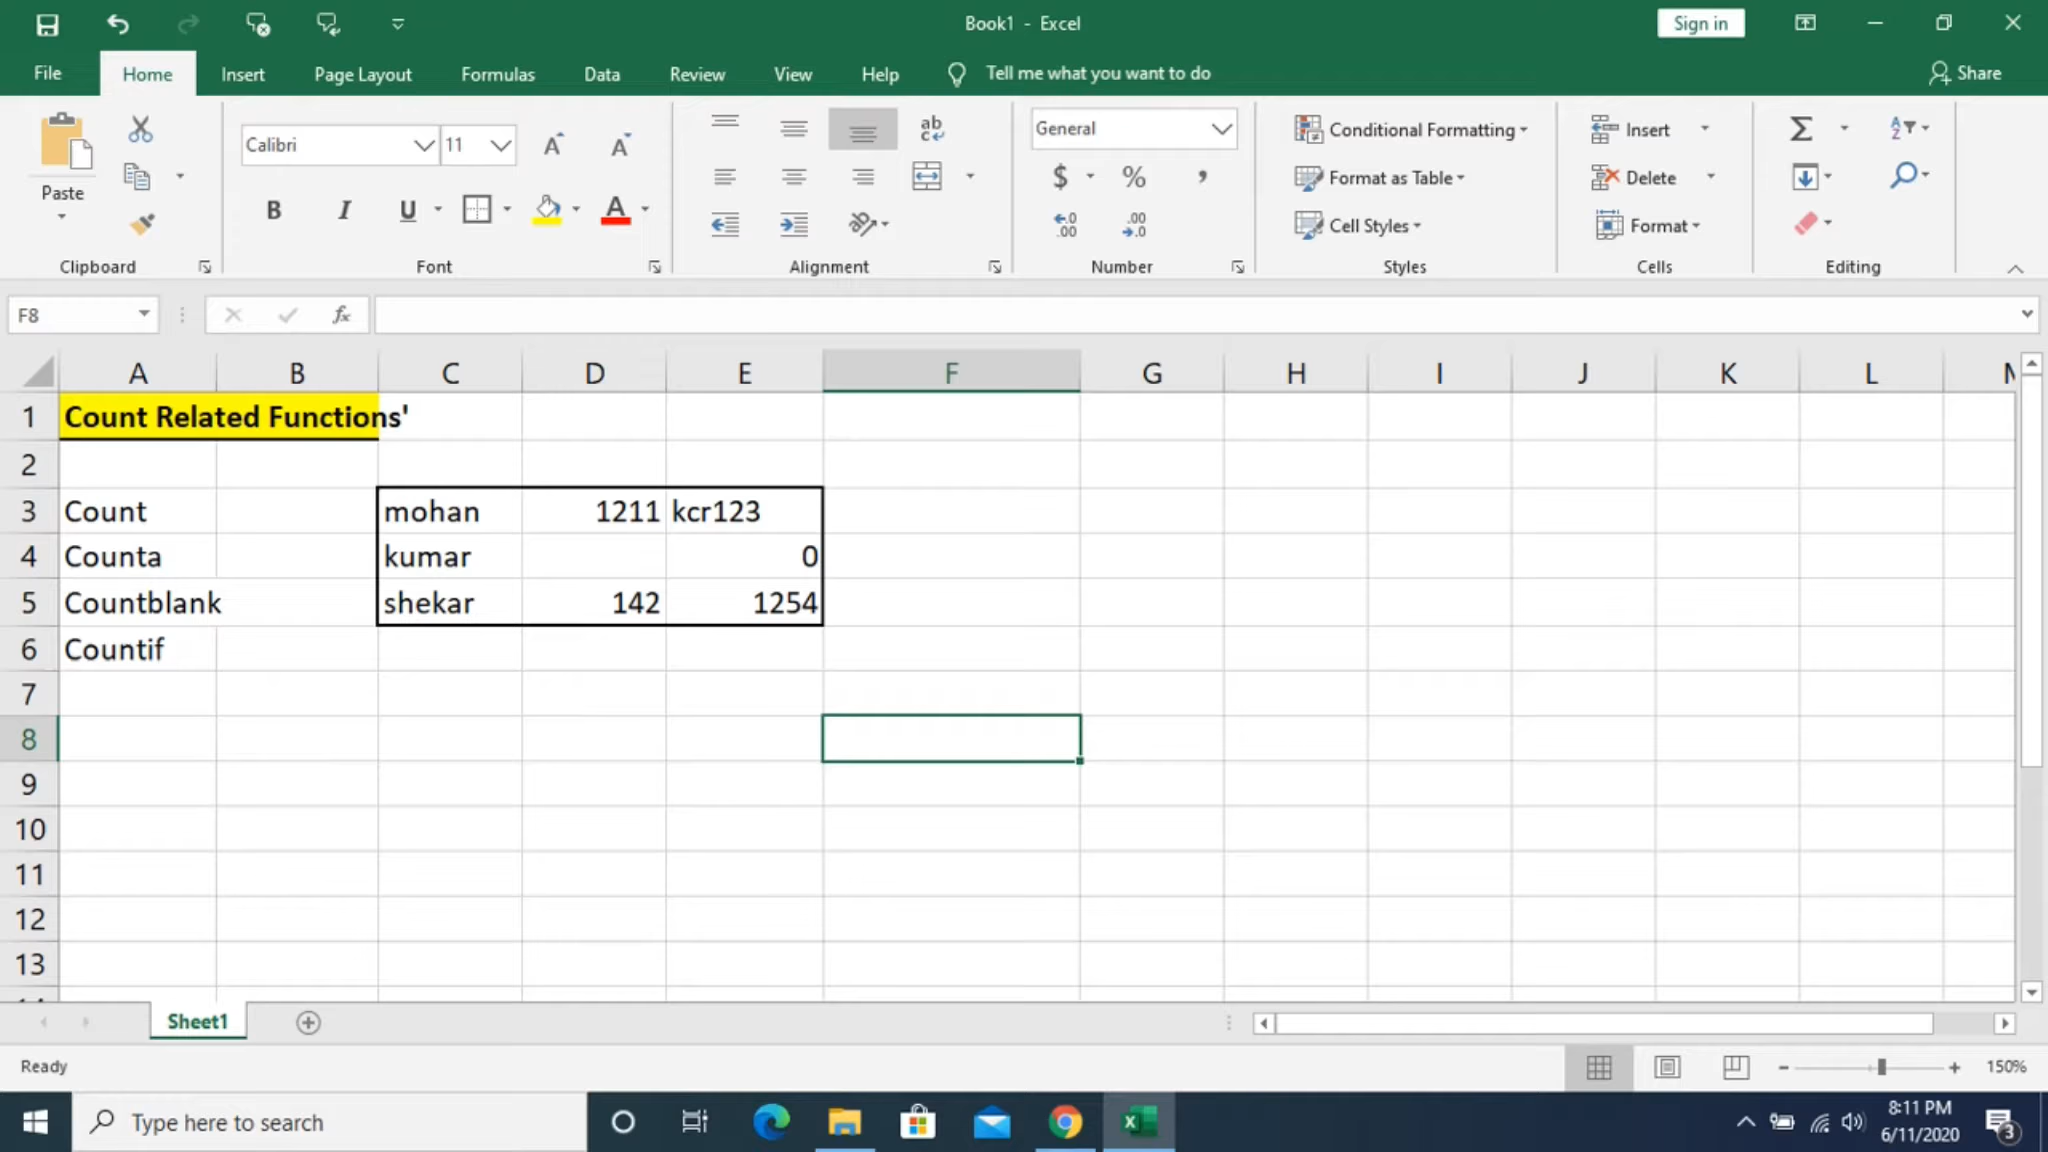 Book1 - Excel
Sign in
File Home Insert Page Layout Formulas Data Review View Help Tell me what you want to do Share
Paste
Clipboard
Calibri 11
B I U A
Font
ab
Alignment
General
$ % ,
Number
Conditional Formatting
Format as Table
Cell Styles
Styles
Insert
Delete
Format
Cells
Editing
F8 fx
A B C D E F G H I J K L
1 Count Related Functions'
2
3 Count mohan 1211 kcr123
4 Counta kumar 0
5 Countblank shekar 142 1254
6 Countif
7
8
9
10
11
12
13
Sheet1
Ready
150%
Type here to search
8:11 PM
6/11/2020
3